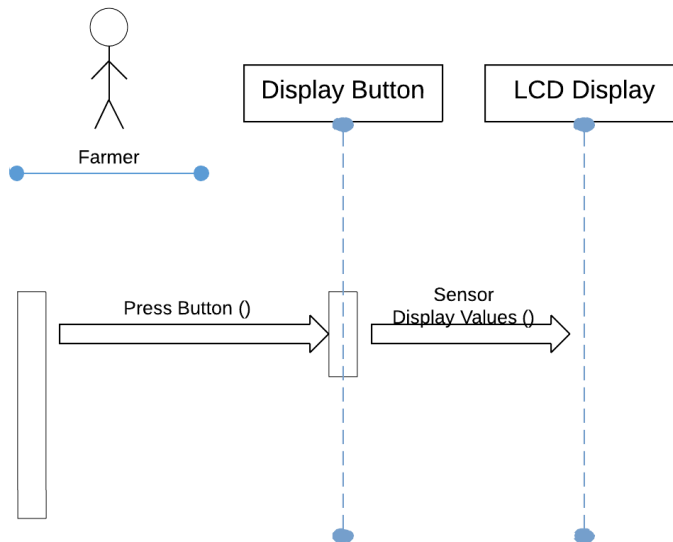 Display Button
LCD Display
Farmer
Press Button ()
Sensor
Display Values ()